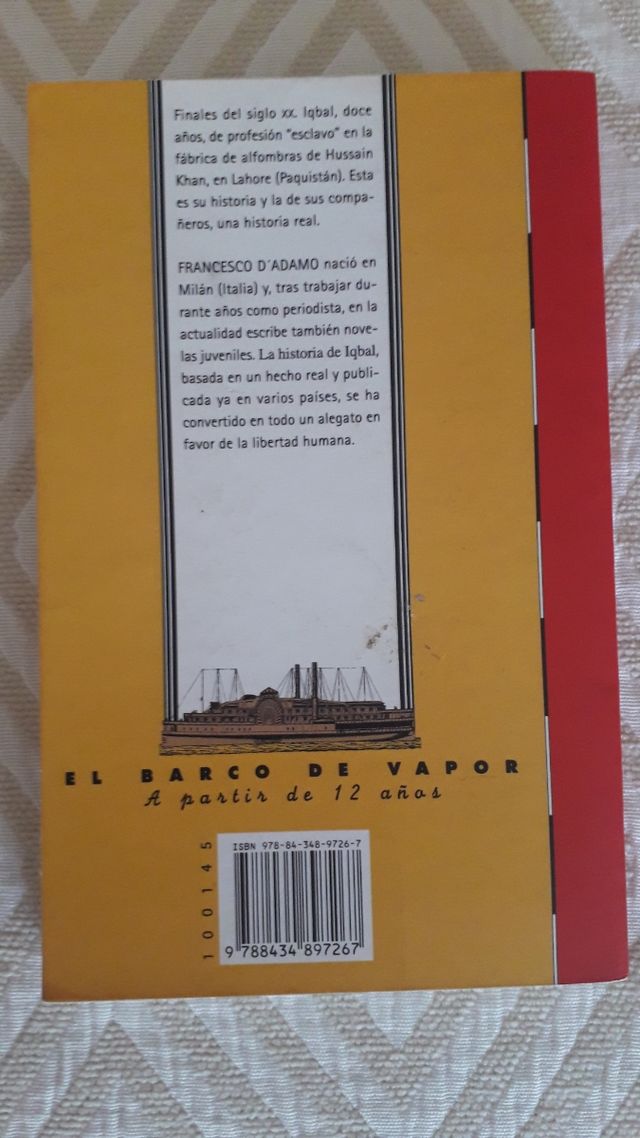 Finales del siglo XX. Iqbal, doce
años, de profesión "esclavo" en la
fábrica de alfombras de Hussain
Khan, en Lahore (Paquistán). Esta
es su historia y la de sus compa-
ñeros, una historia real.
FRANCESCO D´ADAMO nació en
Milán (Italia) y, tras trabajar du-
rante años como periodista, en la
actualidad escribe también nove-
las juveniles. La historia de Iqbal,
basada en un hecho real y publi-
cada ya en varios países, se ha
convertido en todo un alegato en
favor de la libertad humana.
EL BARCO DE VAPOR
A partir de 12 años
100145
ISBN 978-84-348-9726-7
9 788434 897267